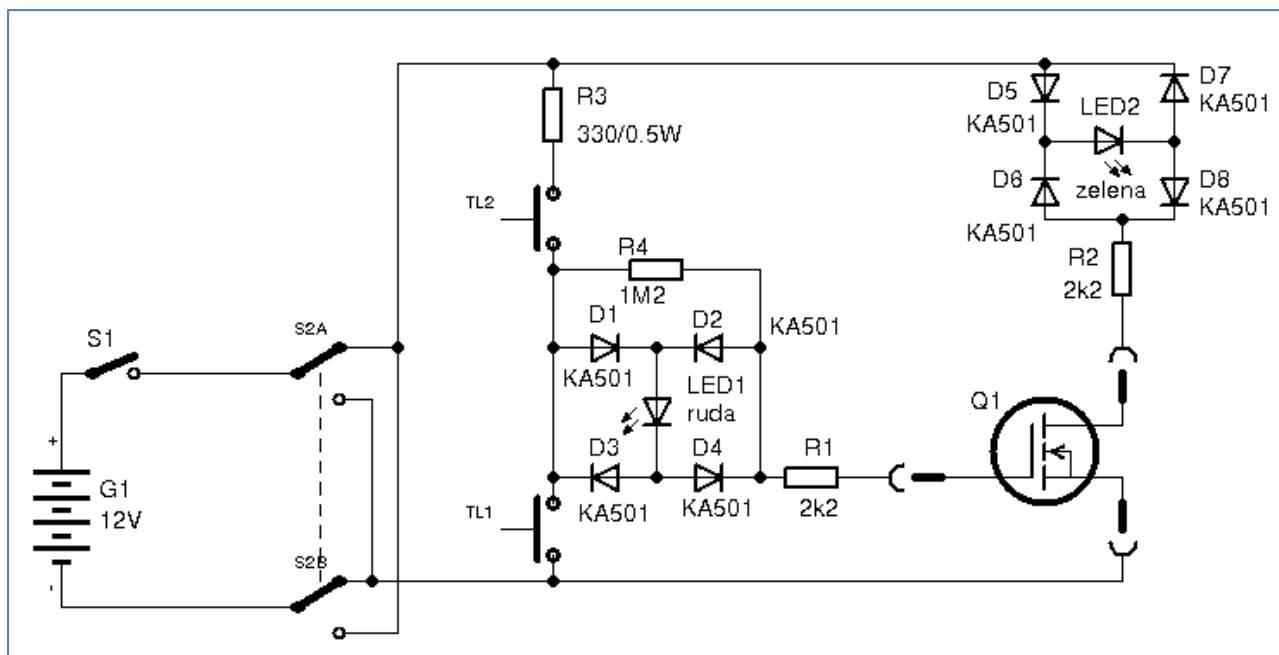 S1
+
G1
12V
-
S2A
S2B
R3
330/0.5W
TL2
R4
1M2
D1
KA501
D2
KA501
LED1
ruda
D3
KA501
D4
KA501
TL1
R1
2k2
Q1
D5
KA501
D7
KA501
LED2
zelena
D6
KA501
D8
KA501
R2
2k2